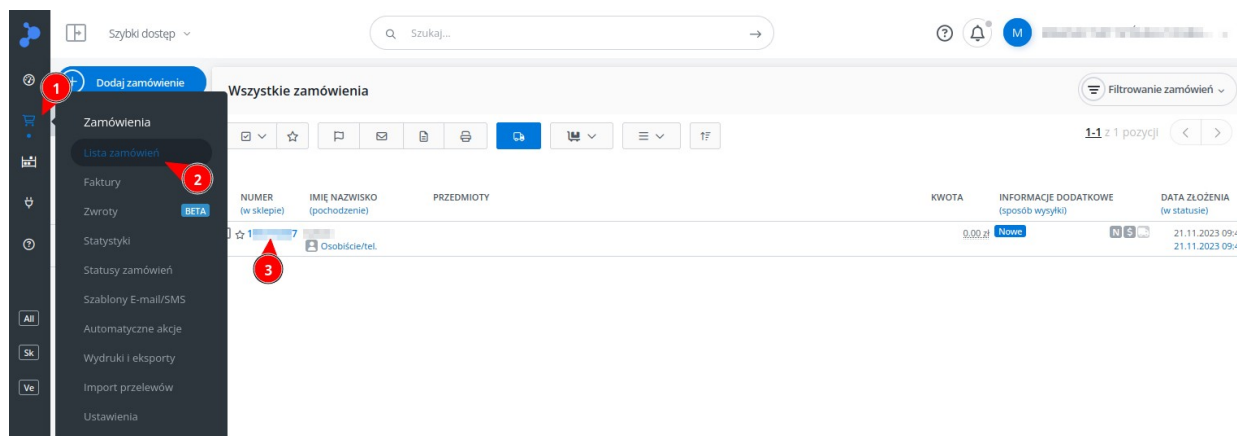 Szybki dostęp
Szukaj...
M
1
Dodaj zamówienie
Wszystkie zamówienia
Filtrowanie zamówień
Zamówienia
1-1 z 1 pozycji
Lista zamówień
2
Faktury
Zwroty BETA
NUMER IMIĘ NAZWISKO PRZEDMIOTY KWOTA INFORMACJE DODATKOWE DATA ZŁOŻENIA
(w sklepie) (pochodzenie) (sposób wysyłki) (w statusie)
1 7 0.00 zł Nowe N $ 21.11.2023 09:4
Osobiście/tel. 21.11.2023 09:4
3
Statystyki
Statusy zamówień
Szablony E-mail/SMS
Automatyczne akcje
Wydruki i eksporty
Import przelewów
Ustawienia
All
Sk
Ve